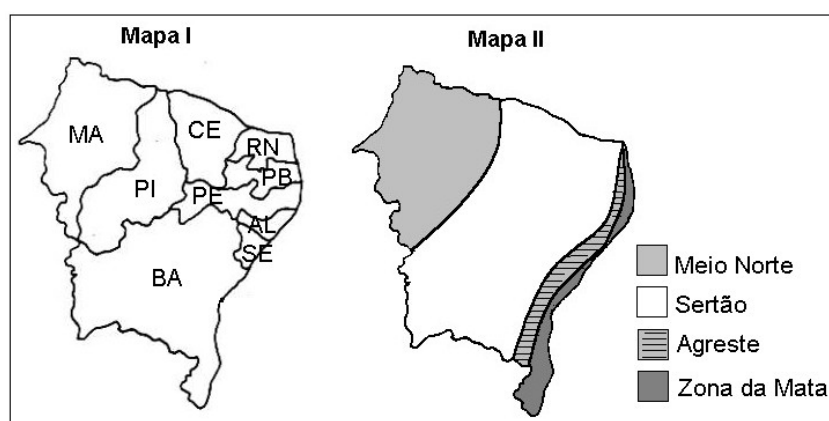 Mapa I
Mapa II
MA
CE
RN
PB
PI
PE
AL
SE
BA
Meio Norte
Sertão
Agreste
Zona da Mata